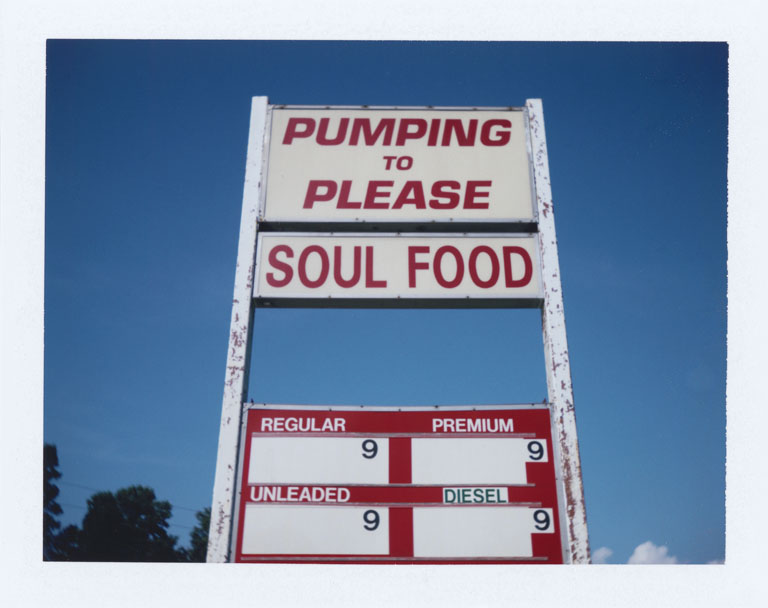 PUMPING
TO
PLEASE
SOUL FOOD
REGULAR PREMIUM
9 9
UNLEADED DIESEL
9 9